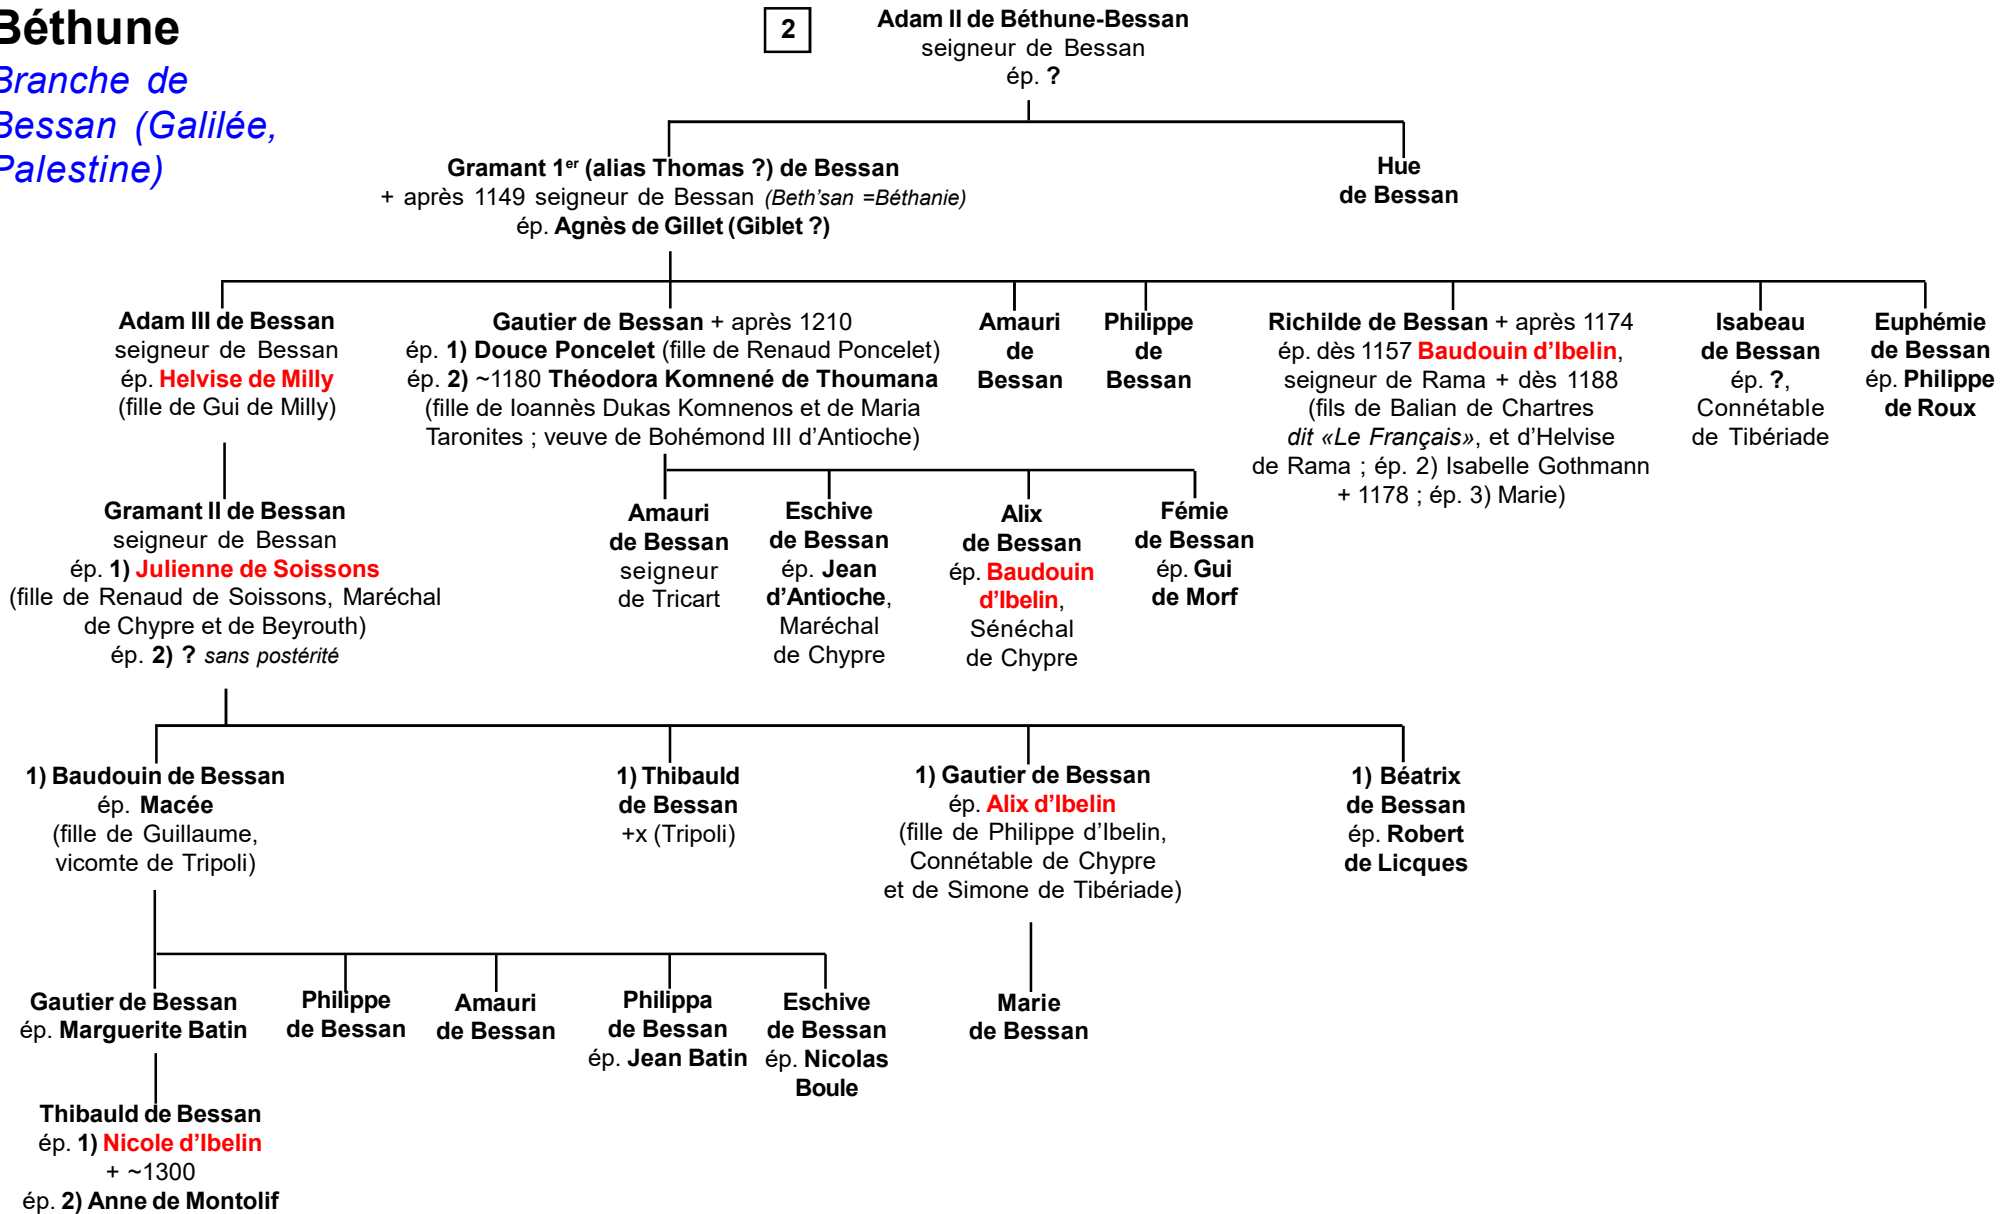 Béthune
Branche de
Bessan (Galilée,
Palestine)
2
Adam II de Béthune-Bessan
seigneur de Bessan
ép. ?
Gramant 1er (alias Thomas ?) de Bessan
+ après 1149 seigneur de Bessan (Beth’san =Béthanie)
ép. Agnès de Gillet (Giblet ?)
Hue
de Bessan
Adam III de Bessan
seigneur de Bessan
ép. Helvise de Milly
(fille de Gui de Milly)
Gautier de Bessan + après 1210
ép. 1) Douce Poncelet (fille de Renaud Poncelet)
ép. 2) ~1180 Théodora Komnené de Thoumana
(fille de Ioannès Dukas Komnenos et de Maria
Taronites ; veuve de Bohémond III d’Antioche)
Amauri
de
Bessan
Philippe
de
Bessan
Richilde de Bessan + après 1174
ép. dès 1157 Baudouin d’Ibelin,
seigneur de Rama + dès 1188
(fils de Balian de Chartres
dit «Le Français», et d’Helvise
de Rama ; ép. 2) Isabelle Gothmann
+ 1178 ; ép. 3) Marie)
Isabeau
de Bessan
ép. ?,
Connétable
de Tibériade
Euphémie
de Bessan
ép. Philippe
de Roux
Gramant II de Bessan
seigneur de Bessan
ép. 1) Julienne de Soissons
(fille de Renaud de Soissons, Maréchal
de Chypre et de Beyrouth)
ép. 2) ? sans postérité
Amauri
de Bessan
seigneur
de Tricart
Eschive
de Bessan
ép. Jean
d’Antioche,
Maréchal
de Chypre
Alix
de Bessan
ép. Baudouin
d’Ibelin,
Sénéchal
de Chypre
Fémie
de Bessan
ép. Gui
de Morf
1) Baudouin de Bessan
ép. Macée
(fille de Guillaume,
vicomte de Tripoli)
1) Thibauld
de Bessan
+x (Tripoli)
1) Gautier de Bessan
ép. Alix d’Ibelin
(fille de Philippe d’Ibelin,
Connétable de Chypre
et de Simone de Tibériade)
1) Béatrix
de Bessan
ép. Robert
de Licques
Gautier de Bessan
ép. Marguerite Batin
Philippe
de Bessan
Amauri
de Bessan
Philippa
de Bessan
ép. Jean Batin
Eschive
de Bessan
ép. Nicolas
Boule
Marie
de Bessan
Thibauld de Bessan
ép. 1) Nicole d’Ibelin
+ ~1300
ép. 2) Anne de Montolif